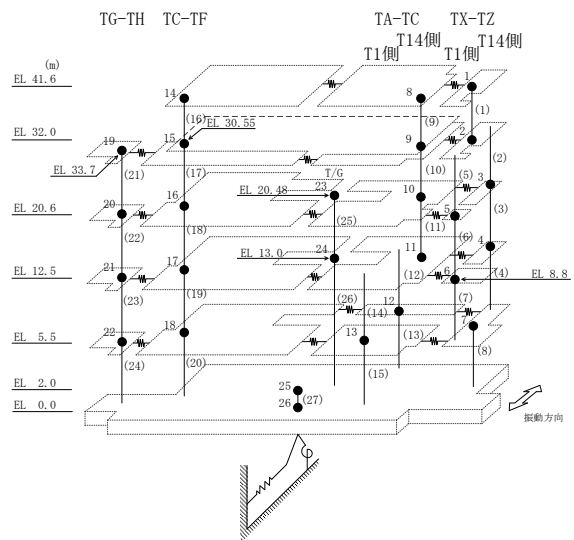 TG-TH TC-TF TA-TC TX-TZ
T14側 T14側
T1側 T1側
(m)
EL 41.6
14 8 1
(1)
(16) (9)
EL 30.55
EL 32.0
19 15 9 2
EL 33.7
(21) (17) (10) (2)
T/G
EL 20.48 23 (5) 3
16 10
EL 20.6
20 (25) (11) 5 (3)
(22) (18)
EL 13.0 24 (6) 4
17 11
EL 12.5
21 (12) 6 (4) EL 8.8
(23) (19)
(26) (14) 12 (7)
EL 5.5
22 18 13 (13) 7
(24) (20) (15) (8)
EL 2.0
25
EL 0.0
26 (27)
振動方向